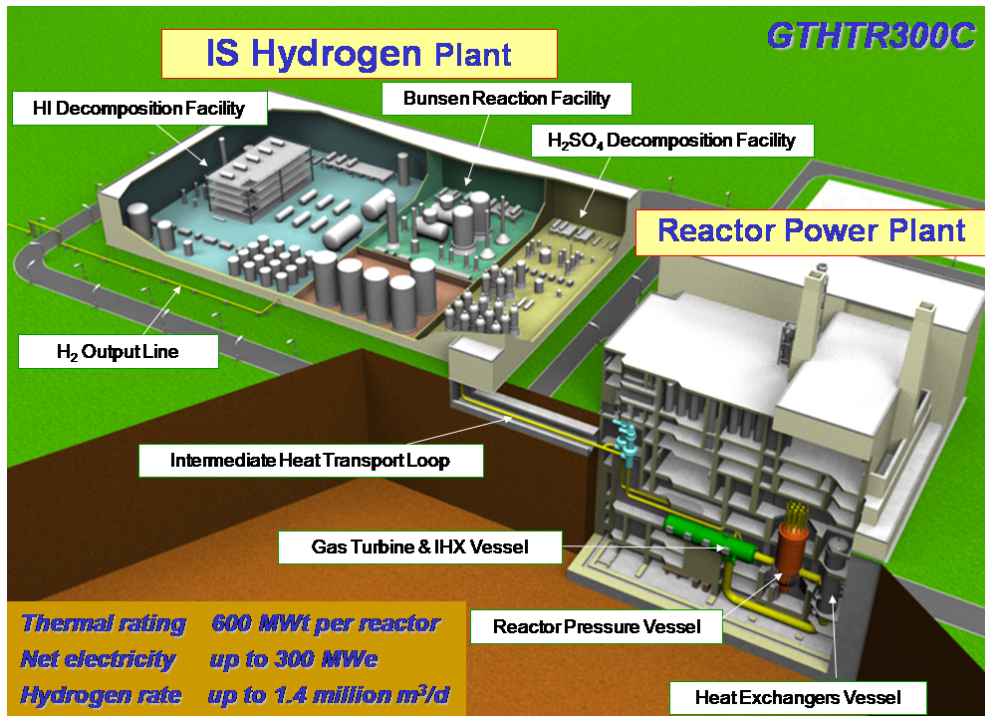 GTHTR300C
IS Hydrogen Plant
HI Decomposition Facility
Bunsen Reaction Facility
H₂SO₄ Decomposition Facility
Reactor Power Plant
H₂ Output Line
Intermediate Heat Transport Loop
Gas Turbine & IHX Vessel
Reactor Pressure Vessel
Heat Exchangers Vessel
Thermal rating 600 MWt per reactor
Net electricity up to 300 MWe
Hydrogen rate up to 1.4 million m³/d